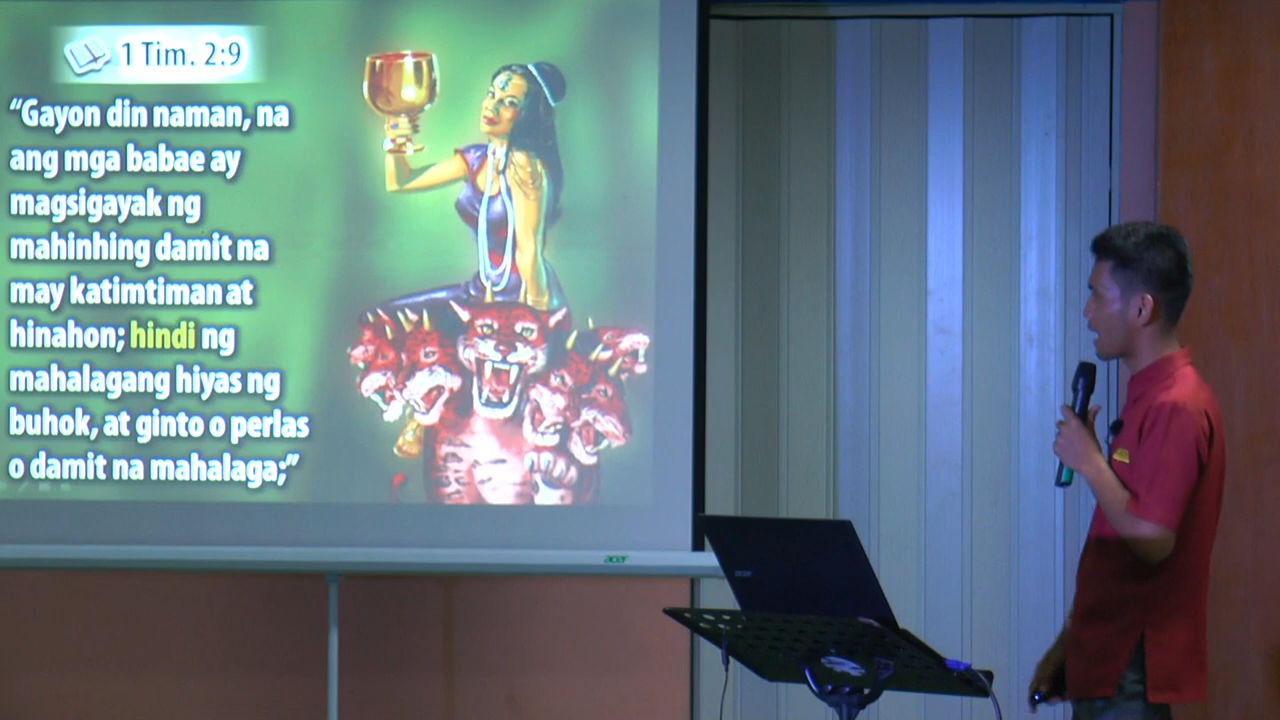 1 Tim. 2:9
“Gayon din naman, na
ang mga babae ay
magsigayak ng
mahinhing damit na
may katimtiman at
hinahon; hindi ng
mahalagang hiyas ng
buhok, at ginto o perlas
o damit na mahalaga;”
acer
acer